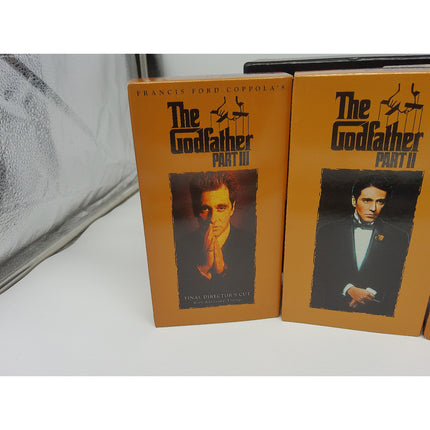 FRANCIS FORD COPPOLA'S
The
Godfather
PART III
FINAL DIRECTOR'S CUT
The
Godfather
PART II